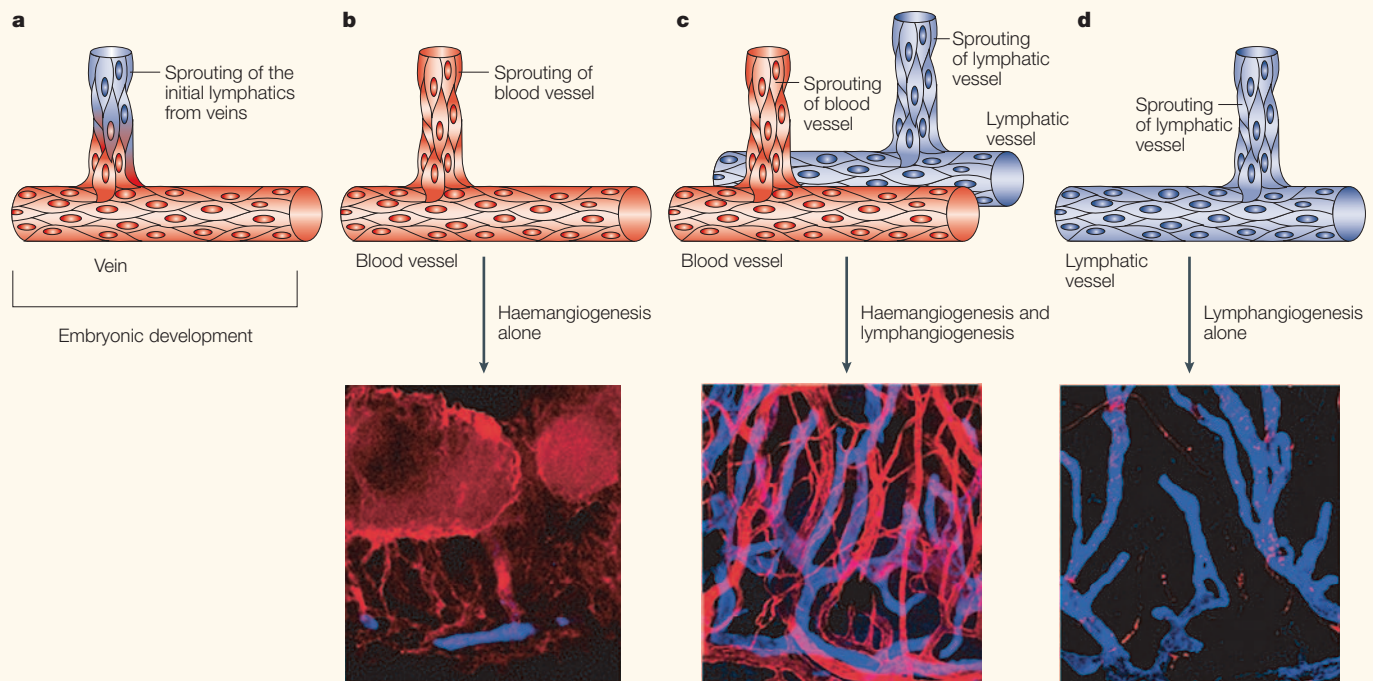 a
Sprouting of the
initial lymphatics
from veins
Vein
Embryonic development
b
Sprouting of
blood vessel
Blood vessel
Haemangiogenesis
alone
c
Sprouting
of lymphatic
vessel
Sprouting
of blood
vessel
Lymphatic
vessel
Blood vessel
Haemangiogenesis and
lymphangiogenesis
d
Sprouting
of lymphatic
vessel
Lymphatic
vessel
Lymphangiogenesis
alone